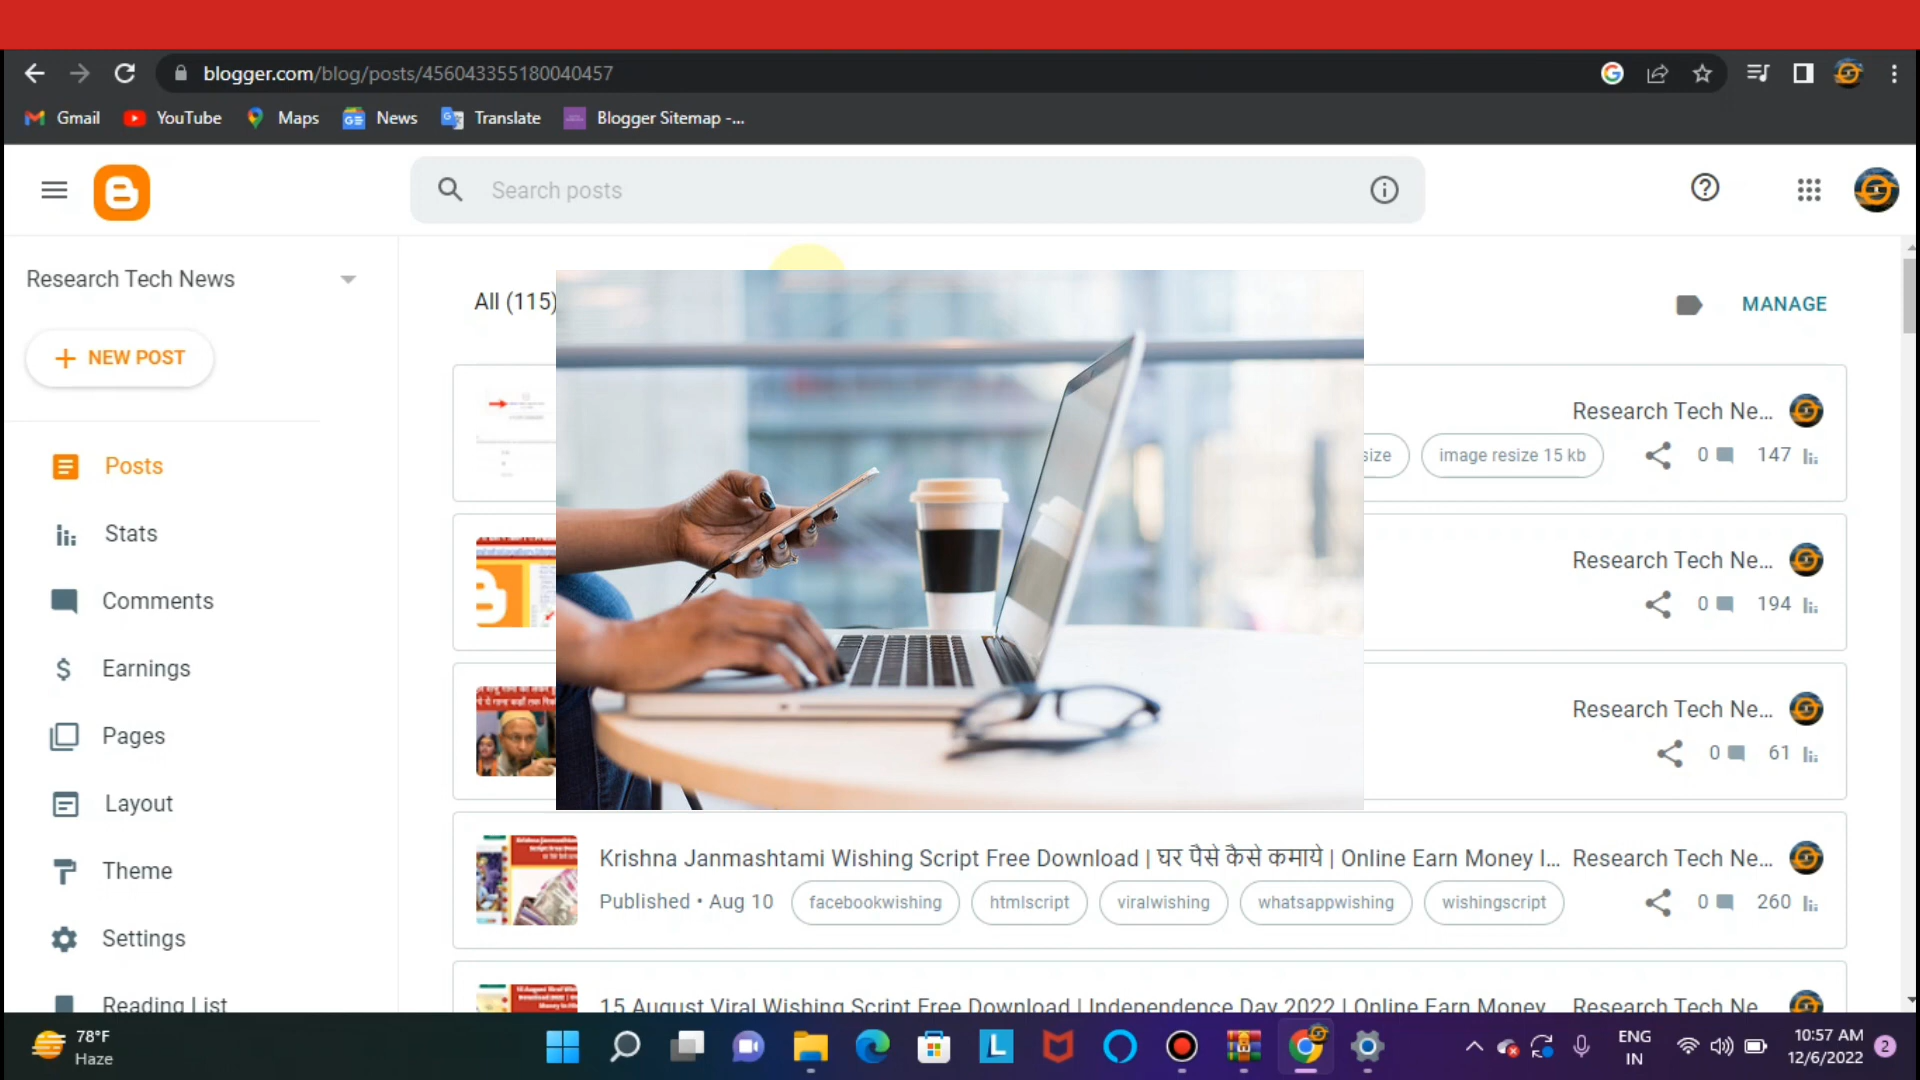 blogger.com/blog/posts/456043355180040457
Gmail YouTube Maps News Translate Blogger Sitemap -...
Search posts
Research Tech News
All (115)
MANAGE
NEW POST
Research Tech Ne...
size image resize 15 kb 0 147
Posts
Stats
Research Tech Ne...
0 194
Comments
Earnings
Research Tech Ne...
0 61
Pages
Layout
Krishna Janmashtami Wishing Script Free Download | घर पैसे कैसे कमाये | Online Earn Money I... Research Tech Ne...
Theme
Published • Aug 10 facebookwishing htmlscript viralwishing whatsappwishing wishingscript 0 260
Settings
Reading List
15 August Viral Wishing Script Free Download | Independence Day 2022 | Online Earn Money Research Tech Ne
78°F
Haze
ENG
IN
10:57 AM
12/6/2022
2